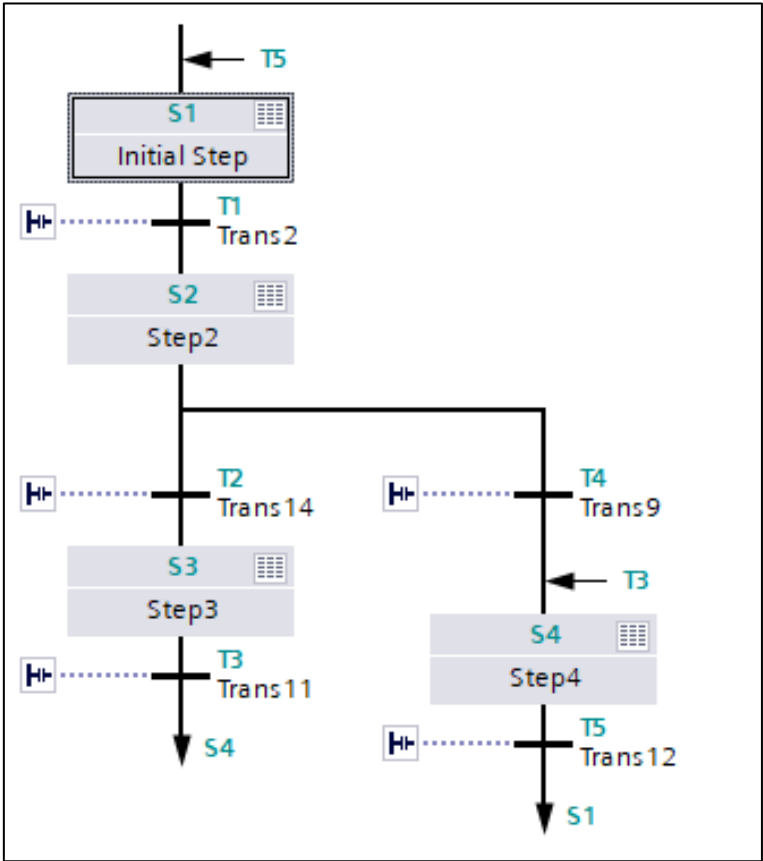 T5
S1
Initial Step
T1
Trans2
S2
Step2
T2
Trans14
T4
Trans9
S3
Step3
T3
S4
Step4
T3
Trans11
S4
T5
Trans12
S1